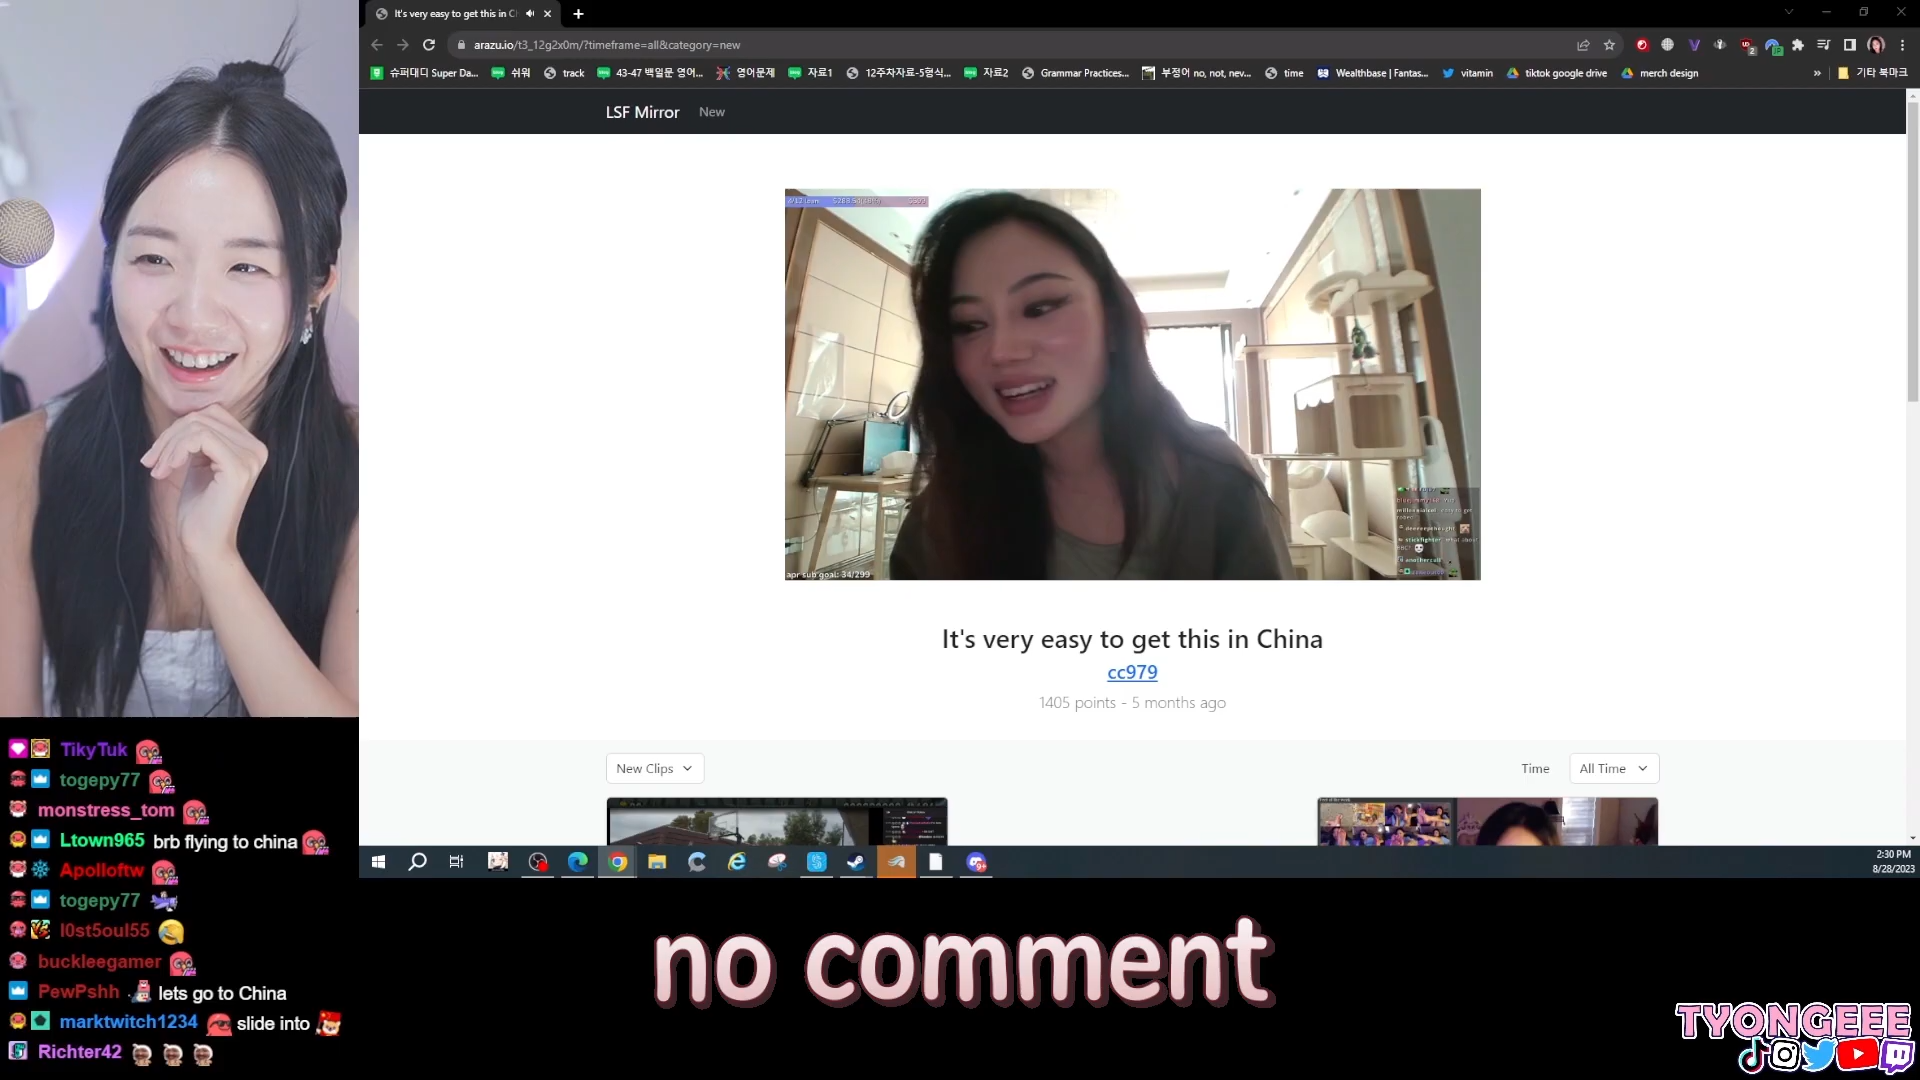 It's very easy to get this in C
arazu.io/t3_12g2x0m/?timeframe=all&category=new
슈퍼대디 Super Da...
쉬워
track
43-47 백일문 영어...
영어문제
자료1
12주차자료-5형식...
자료2
Grammar Practices...
부정어 no, not, nev...
time
Wealthbase | Fantas...
vitamin
tiktok google drive
merch design
»
기타 북마크
LSF Mirror
New
apr sub goal: 34/299
It's very easy to get this in China
cc979
1405 points - 5 months ago
New Clips
Time
All Time
2:30 PM
8/28/2023
TikyTuk
togepy77
monstress_tom
Ltown965 brb flying to china
Apolloftw
togepy77
l0st5oul55
buckleegamer
PewPshh lets go to China
marktwitch1234 slide into
Richter42
no comment
TYONGEEE